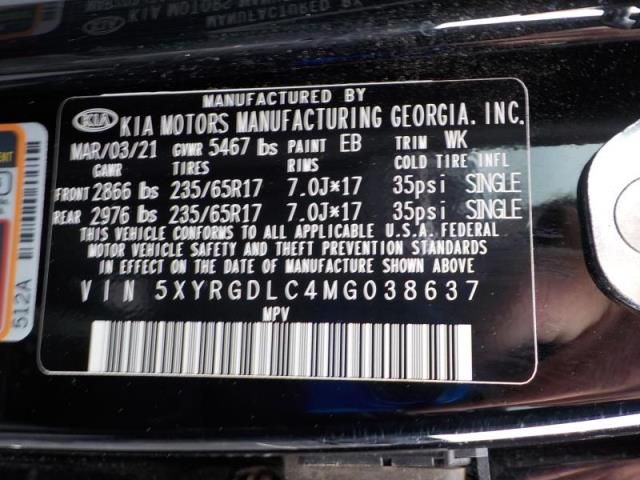 MANUFACTURED BY
KIA KIA MOTORS MANUFACTURING GEORGIA. INC.
MAR/03/21 GVWR 5467 lbs PAINT EB TRIM WK
GAWR TIRES RIMS COLD TIRE INFL
FRONT 2866 lbs 235/65R17 7.0J*17 35psi SINGLE
REAR 2976 lbs 235/65R17 7.0J*17 35psi SINGLE
THIS VEHICLE CONFORMS TO ALL APPLICABLE U.S.A. FEDERAL
MOTOR VEHICLE SAFETY AND THEFT PREVENTION STANDARDS
IN EFFECT ON THE DATE OF MANUFACTURE SHOWN ABOVE.
VIN 5XYRGDLC4MG038637
MPV
512A